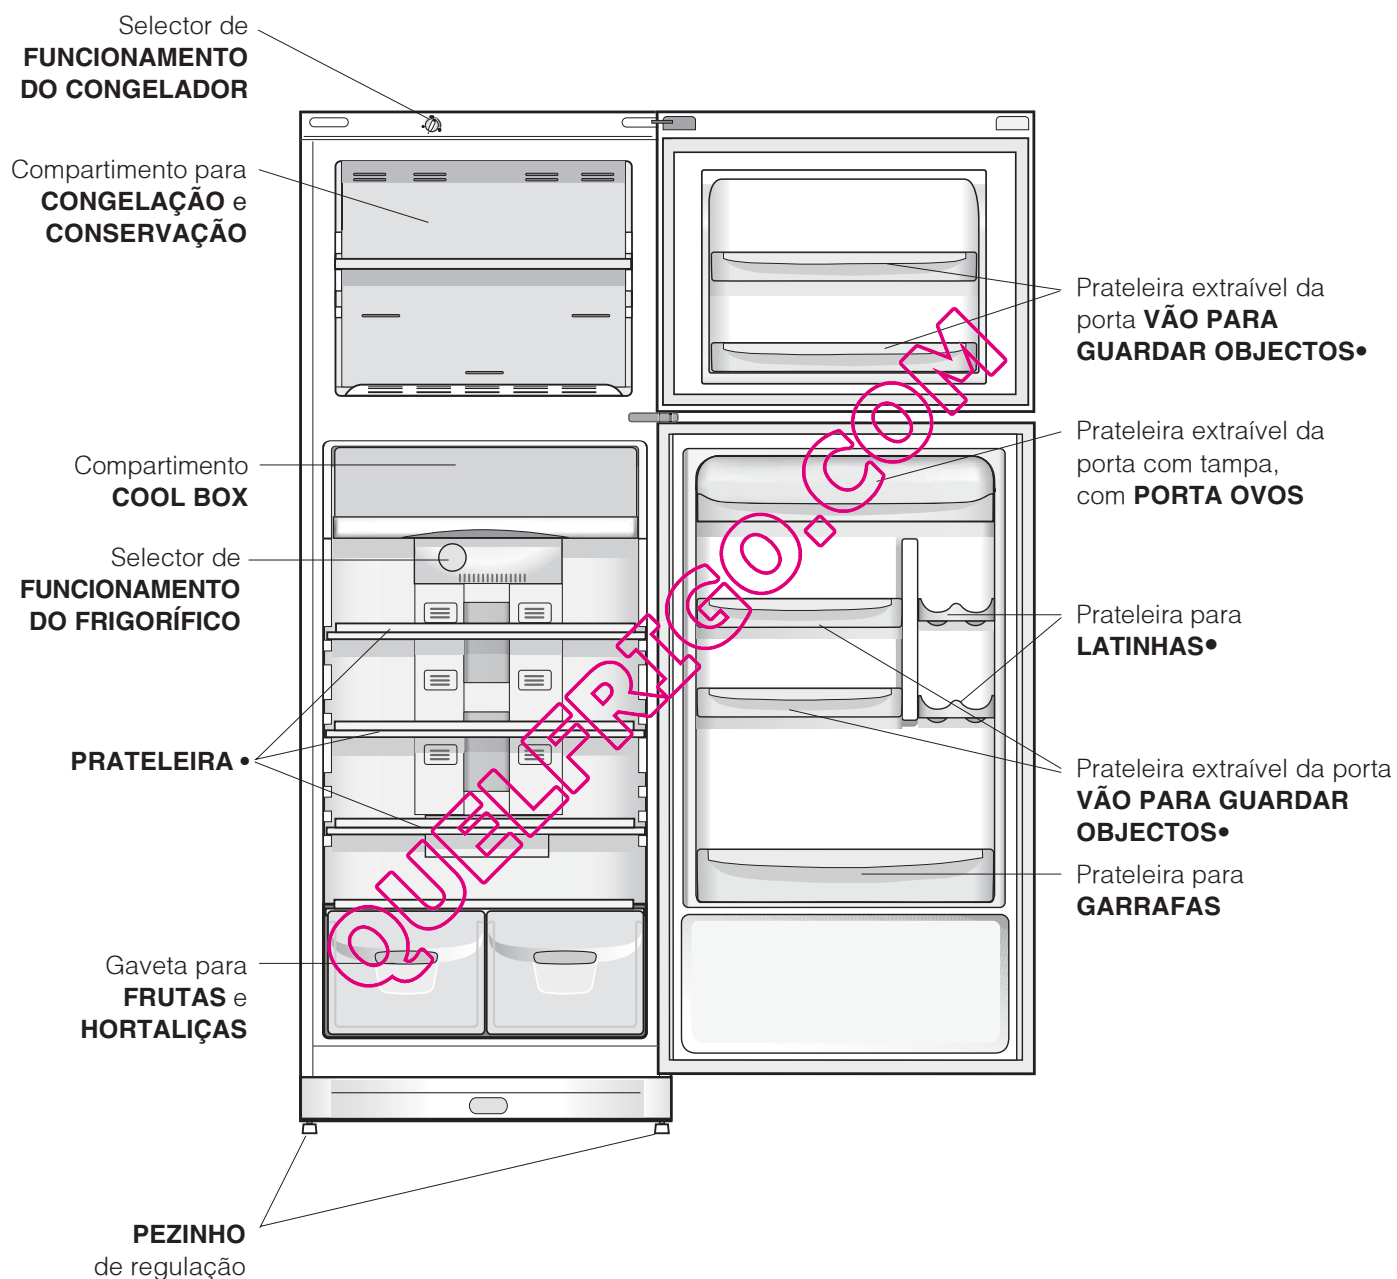 Selector de
FUNCIONAMENTO
DO CONGELADOR
Compartimento para
CONGELAÇÃO e
CONSERVAÇÃO
Compartimento
COOL BOX
Selector de
FUNCIONAMENTO
DO FRIGORÍFICO
PRATELEIRA •
Gaveta para
FRUTAS e
HORTALIÇAS
PEZINHO
de regulação
Prateleira extraível da
porta VÃO PARA
GUARDAR OBJECTOS•
Prateleira extraível da
porta com tampa,
com PORTA OVOS
Prateleira para
LATINHAS•
Prateleira extraível da porta
VÃO PARA GUARDAR
OBJECTOS•
Prateleira para
GARRAFAS
QUELFRIGO.COM